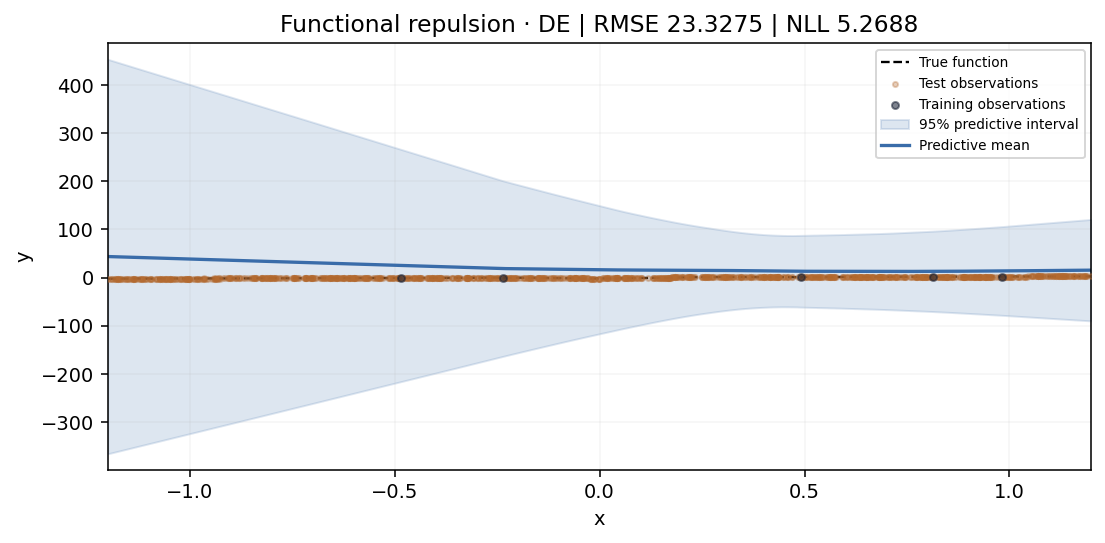 Functional repulsion · DE | RMSE 23.3275 | NLL 5.2688
True function
Test observations
Training observations
95% predictive interval
Predictive mean
400
300
200
100
0
−100
−200
−300
y
−1.0
−0.5
0.0
0.5
1.0
x